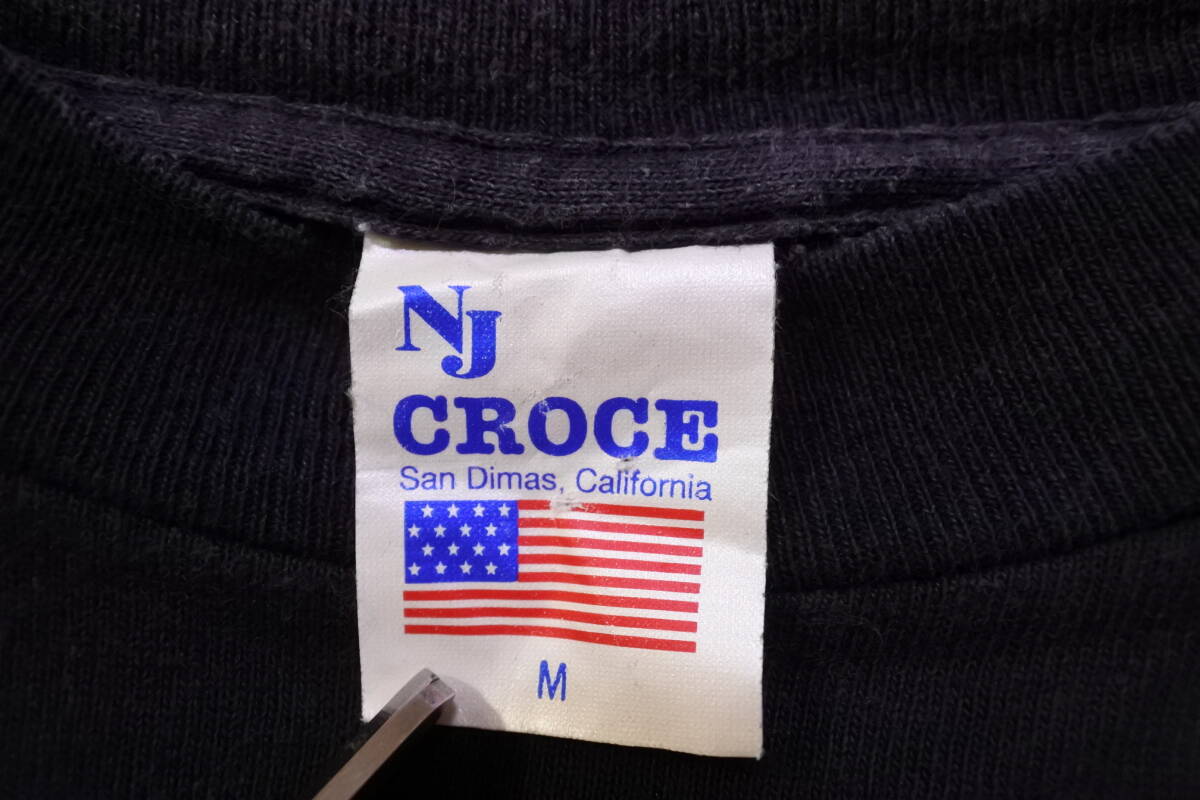 NJ
CROCE
San Dimas, California
M